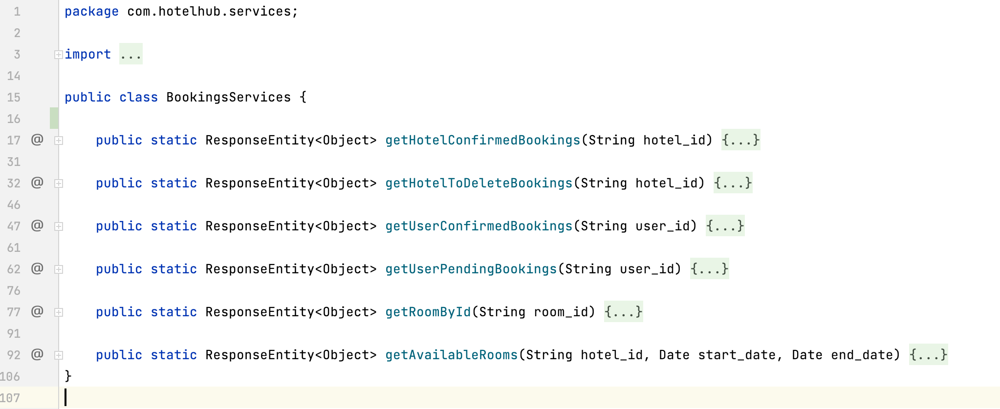 1 package com.hotelhub.services;
2
3 import ...
14
15 public class BookingsServices {
16
17 @ public static ResponseEntity<Object> getHotelConfirmedBookings(String hotel_id) {...}
31
32 @ public static ResponseEntity<Object> getHotelToDeleteBookings(String hotel_id) {...}
46
47 @ public static ResponseEntity<Object> getUserConfirmedBookings(String user_id) {...}
61
62 @ public static ResponseEntity<Object> getUserPendingBookings(String user_id) {...}
76
77 @ public static ResponseEntity<Object> getRoomById(String room_id) {...}
91
92 @ public static ResponseEntity<Object> getAvailableRooms(String hotel_id, Date start_date, Date end_date) {...}
106 }
107